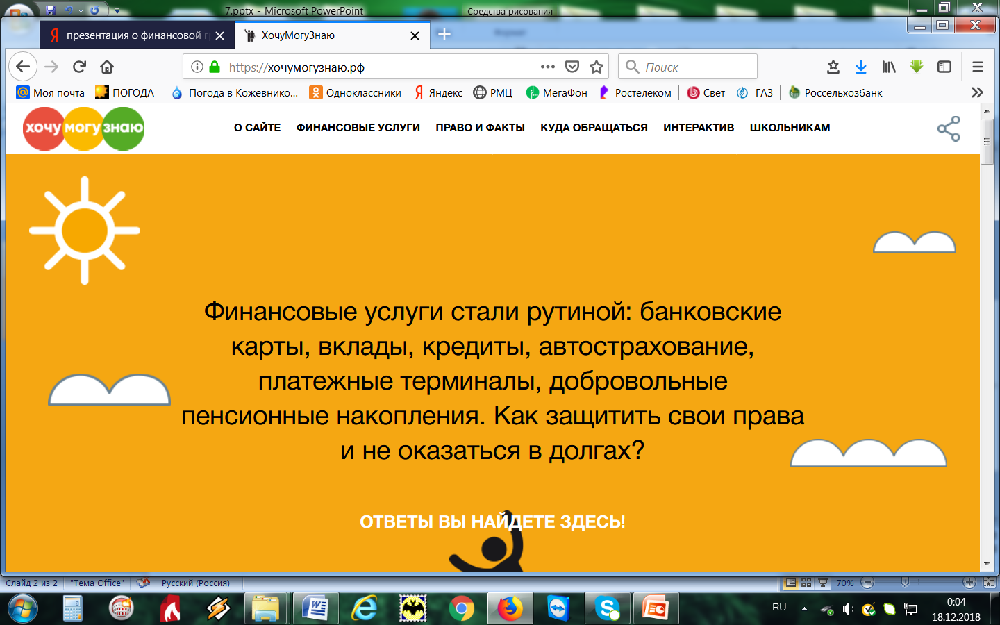 7.pptx - Microsoft PowerPoint
Средства рисования
презентация о финансовой г
ХочуМогуЗнаю
https://хочумогузнаю.рф
Поиск
Моя почта
ПОГОДА
Погода в Кожевнико...
Одноклассники
Яндекс
РМЦ
МегаФон
Ростелеком
Свет
ГАЗ
Россельхозбанк
хочу могу знаю
О САЙТЕ
ФИНАНСОВЫЕ УСЛУГИ
ПРАВО И ФАКТЫ
КУДА ОБРАЩАТЬСЯ
ИНТЕРАКТИВ
ШКОЛЬНИКАМ
Финансовые услуги стали рутиной: банковские
карты, вклады, кредиты, автострахование,
платежные терминалы, добровольные
пенсионные накопления. Как защитить свои права
и не оказаться в долгах?
ОТВЕТЫ ВЫ НАЙДЕТЕ ЗДЕСЬ!
Слайд 2 из 2
"Тема Office"
Русский (Россия)
70%
RU
0:04
18.12.2018